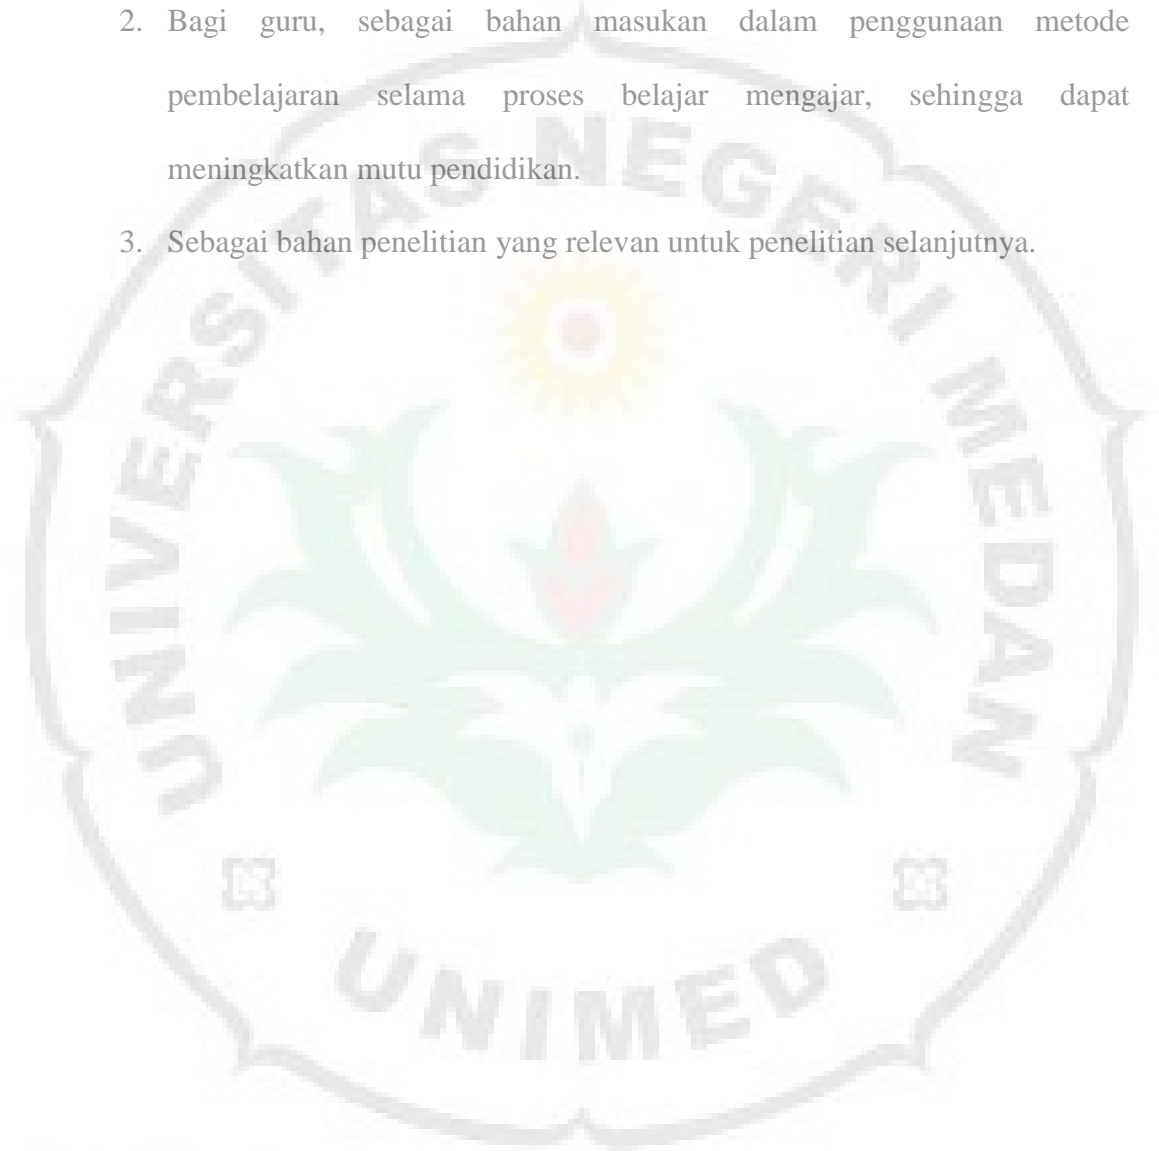 2. Bagi guru, sebagai bahan masukan dalam penggunaan metode
pembelajaran selama proses belajar mengajar, sehingga dapat
meningkatkan mutu pendidikan.
3. Sebagai bahan penelitian yang relevan untuk penelitian selanjutnya.
UNIVERSITAS NEGERI MEDAN
UNIMED